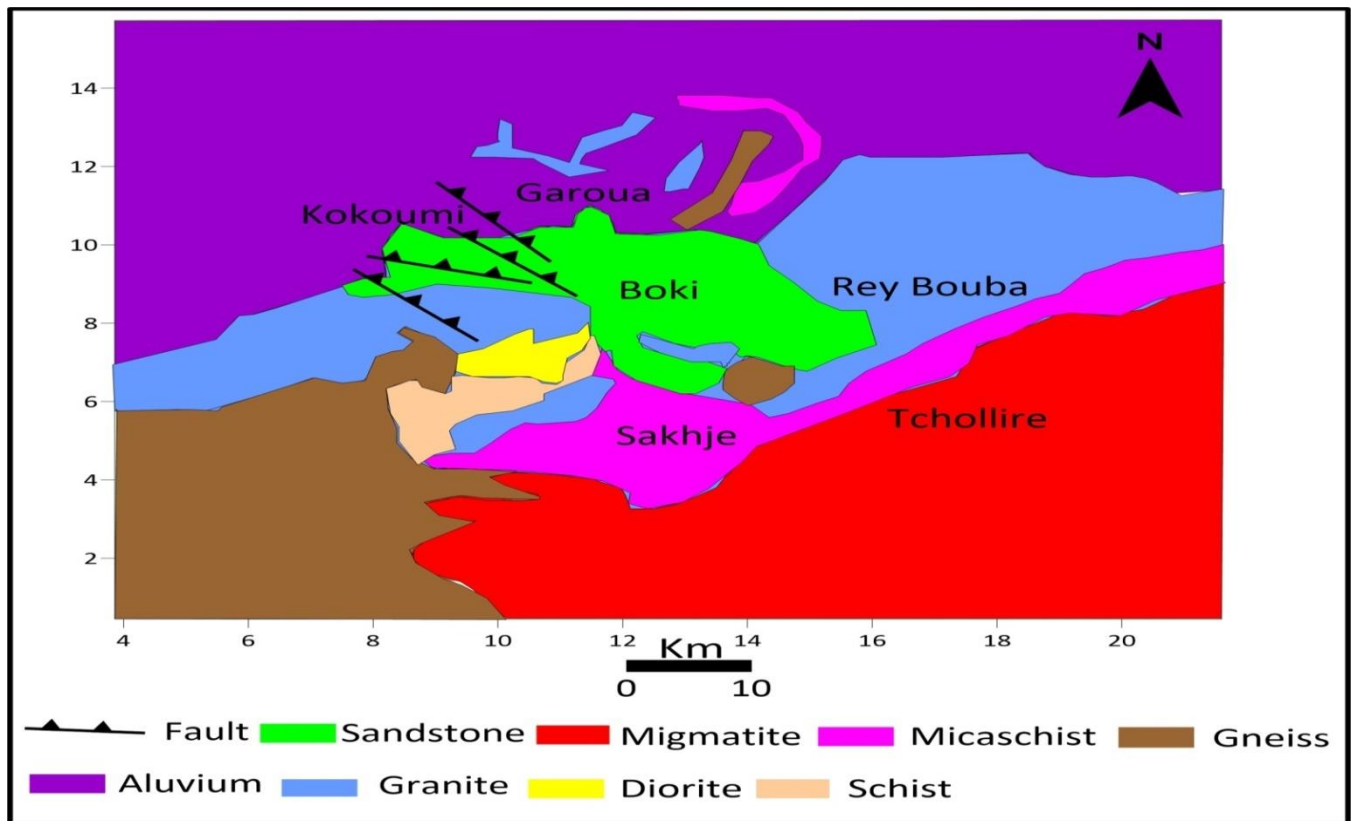 N
14
12
10
8
6
4
2
Garoua
Kokoumi
Boki
Rey Bouba
Sakhje
Tchollire
4 6 8 10 12 14 16 18 20
Km
0 10
Fault Sandstone Migmatite Micaschist Gneiss
Aluvium Granite Diorite Schist